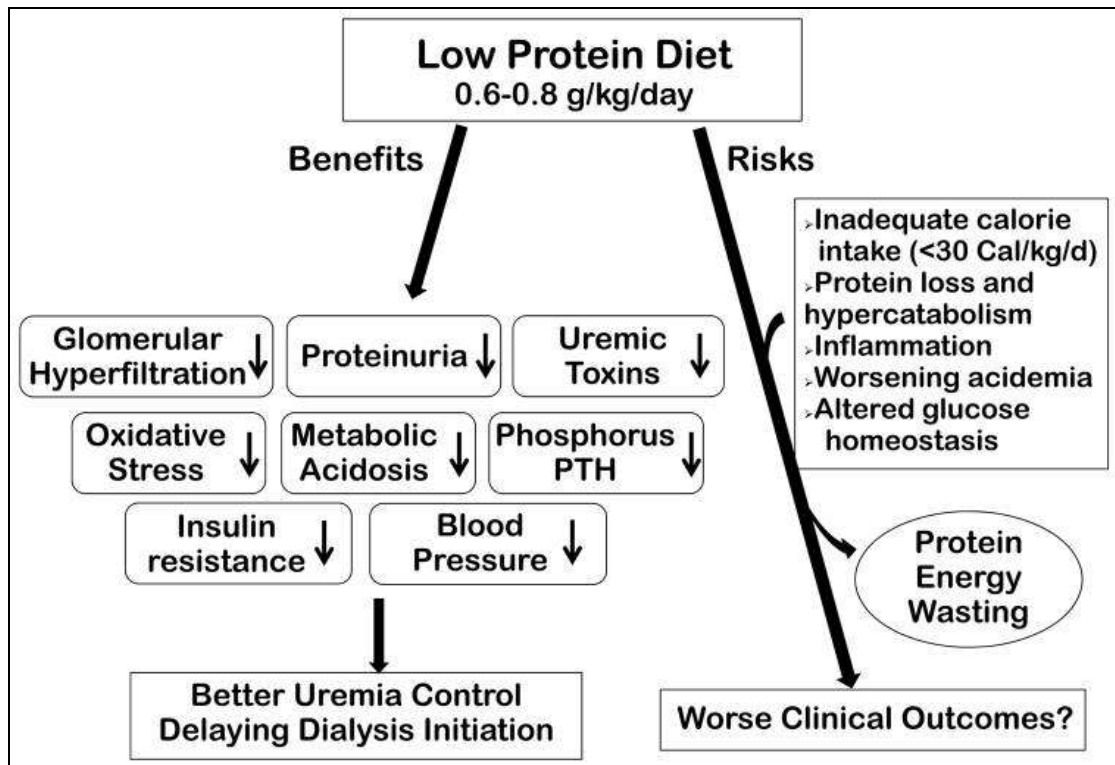 Low Protein Diet
0.6-0.8 g/kg/day
Benefits
Risks
➢Inadequate calorie
intake (<30 Cal/kg/d)
➢Protein loss and
hypercatabolism
➢Inflammation
➢Worsening acidemia
➢Altered glucose
homeostasis
Glomerular
Hyperfiltration ↓
Proteinuria ↓
Uremic
Toxins ↓
Oxidative
Stress ↓
Metabolic
Acidosis ↓
Phosphorus
PTH ↓
Insulin
resistance ↓
Blood
Pressure ↓
Protein
Energy
Wasting
Better Uremia Control
Delaying Dialysis Initiation
Worse Clinical Outcomes?